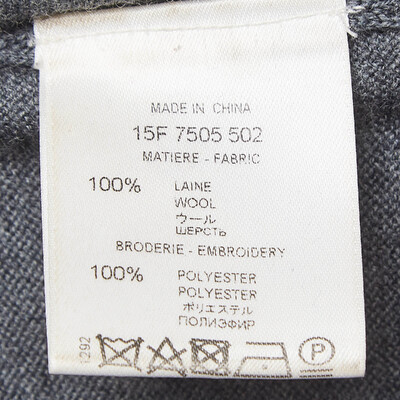 MADE IN CHINA
15F 7505 502
MATIERE - FABRIC
100% LAINE
WOOL
ウール
ШЕРСТЬ
BRODERIE - EMBROIDERY
100% POLYESTER
POLYESTER
ポリエステル
ПОЛИЭФИР
1292
P